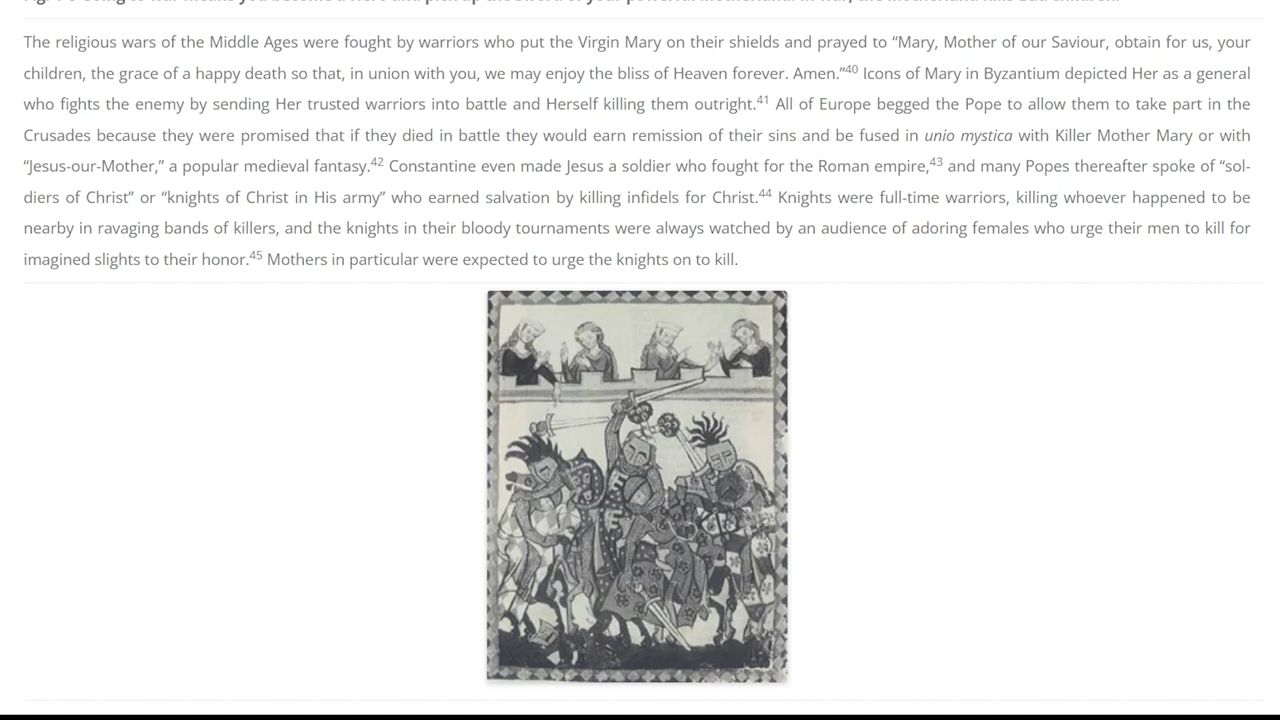 The religious wars of the Middle Ages were fought by warriors who put the Virgin Mary on their shields and prayed to “Mary, Mother of our Saviour, obtain for us, your
children, the grace of a happy death so that, in union with you, we may enjoy the bliss of Heaven forever. Amen.”40 Icons of Mary in Byzantium depicted Her as a general
who fights the enemy by sending Her trusted warriors into battle and Herself killing them outright.41 All of Europe begged the Pope to allow them to take part in the
Crusades because they were promised that if they died in battle they would earn remission of their sins and be fused in unio mystica with Killer Mother Mary or with
“Jesus-our-Mother,” a popular medieval fantasy.42 Constantine even made Jesus a soldier who fought for the Roman empire,43 and many Popes thereafter spoke of “sol-
diers of Christ” or “knights of Christ in His army” who earned salvation by killing infidels for Christ.44 Knights were full-time warriors, killing whoever happened to be
nearby in ravaging bands of killers, and the knights in their bloody tournaments were always watched by an audience of adoring females who urge their men to kill for
imagined slights to their honor.45 Mothers in particular were expected to urge the knights on to kill.